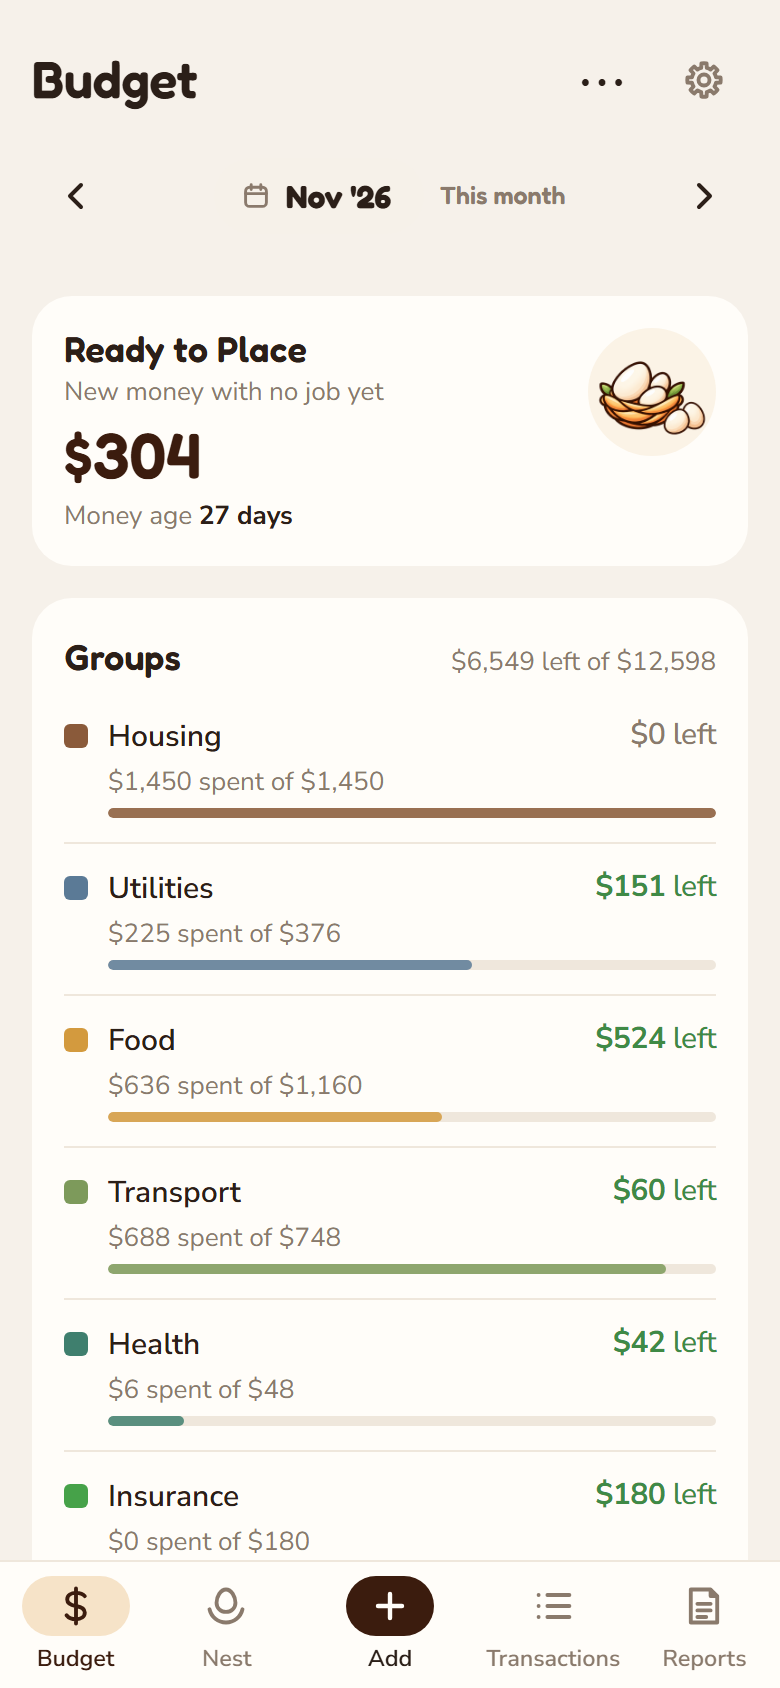 Budget
...
Nov '26
This month
Ready to Place
New money with no job yet
$304
Money age 27 days
Groups
$6,549 left of $12,598
Housing
$0 left
$1,450 spent of $1,450
Utilities
$151 left
$225 spent of $376
Food
$524 left
$636 spent of $1,160
Transport
$60 left
$688 spent of $748
Health
$42 left
$6 spent of $48
Insurance
$180 left
$0 spent of $180
Budget
Nest
Add
Transactions
Reports